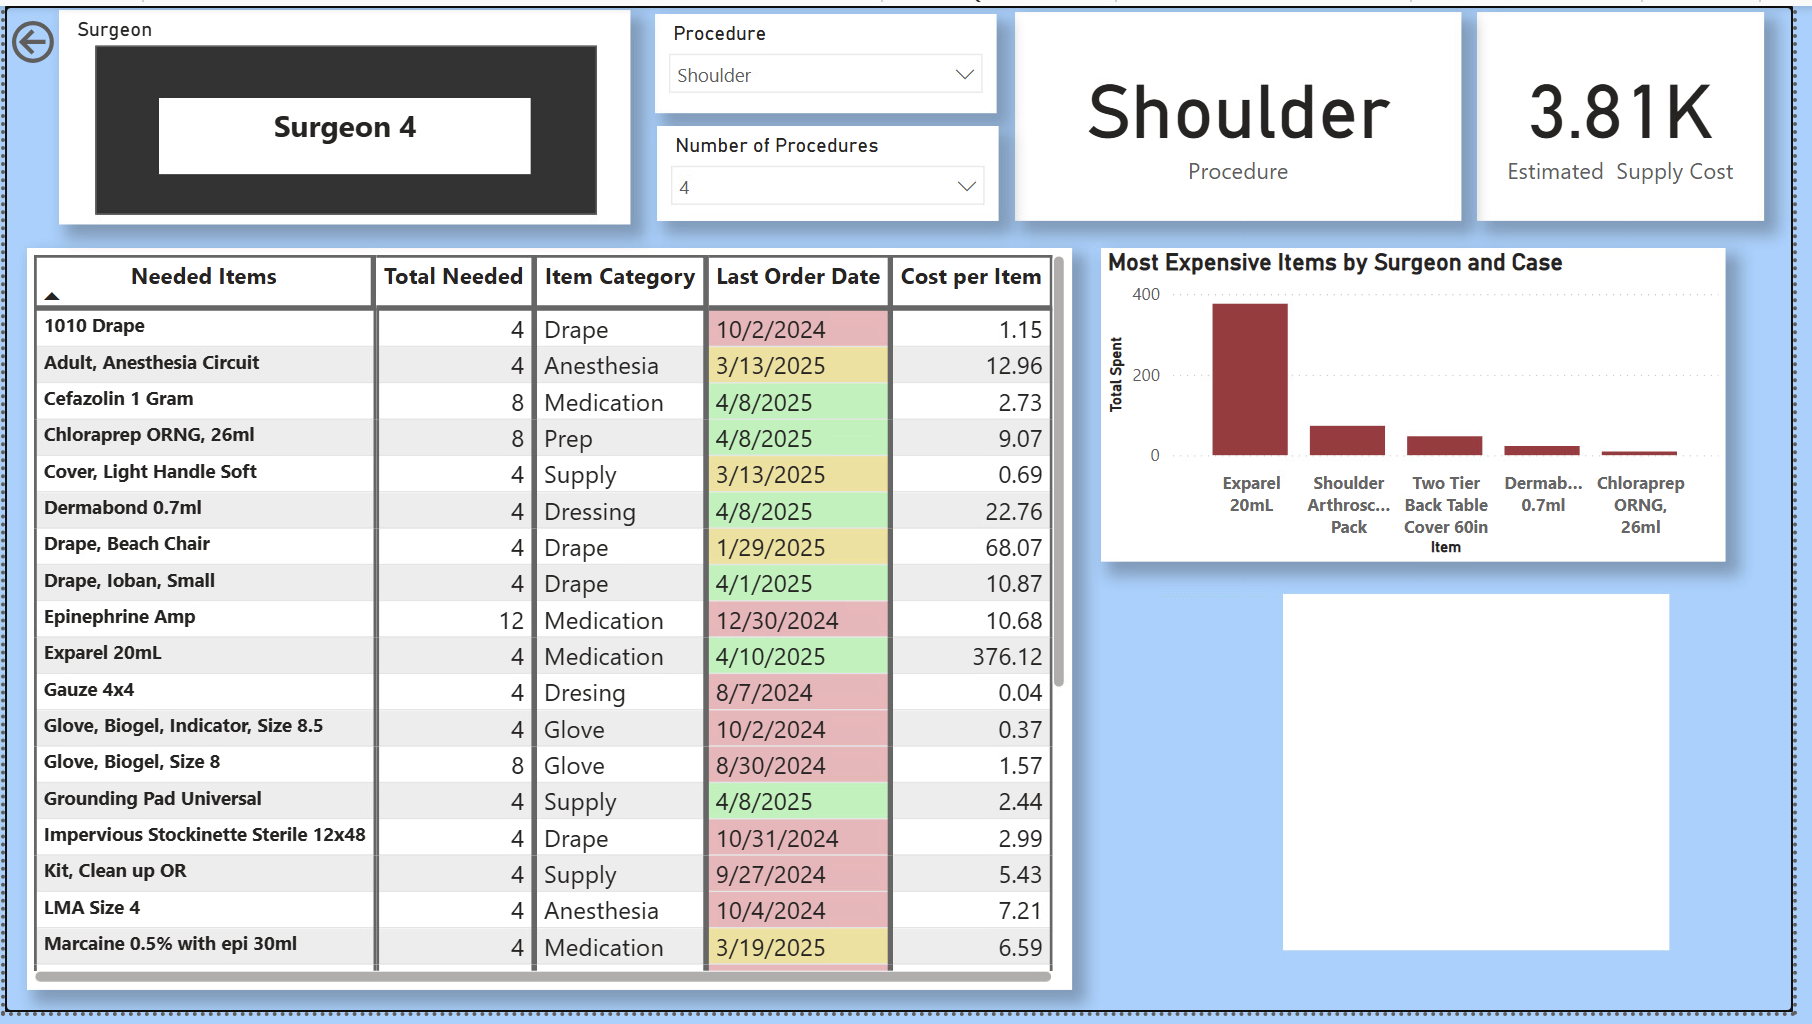 Surgeon
Surgeon 4
Procedure
Shoulder
Number of Procedures
4
Shoulder
Procedure
3.81K
Estimated Supply Cost
Needed Items Total Needed Item Category Last Order Date Cost per Item
1010 Drape 4 Drape 10/2/2024 1.15
Adult, Anesthesia Circuit 4 Anesthesia 3/13/2025 12.96
Cefazolin 1 Gram 8 Medication 4/8/2025 2.73
Chloraprep ORNG, 26ml 8 Prep 4/8/2025 9.07
Cover, Light Handle Soft 4 Supply 3/13/2025 0.69
Dermabond 0.7ml 4 Dressing 4/8/2025 22.76
Drape, Beach Chair 4 Drape 1/29/2025 68.07
Drape, Ioban, Small 4 Drape 4/1/2025 10.87
Epinephrine Amp 12 Medication 12/30/2024 10.68
Exparel 20mL 4 Medication 4/10/2025 376.12
Gauze 4x4 4 Dresing 8/7/2024 0.04
Glove, Biogel, Indicator, Size 8.5 4 Glove 10/2/2024 0.37
Glove, Biogel, Size 8 8 Glove 8/30/2024 1.57
Grounding Pad Universal 4 Supply 4/8/2025 2.44
Impervious Stockinette Sterile 12x48 4 Drape 10/31/2024 2.99
Kit, Clean up OR 4 Supply 9/27/2024 5.43
LMA Size 4 4 Anesthesia 10/4/2024 7.21
Marcaine 0.5% with epi 30ml 4 Medication 3/19/2025 6.59
Most Expensive Items by Surgeon and Case
Total Spent
400
200
0
Exparel Shoulder Two Tier Dermab... Chloraprep
20mL Arthrosc... Back Table 0.7ml ORNG,
Pack Cover 60in 26ml
Item